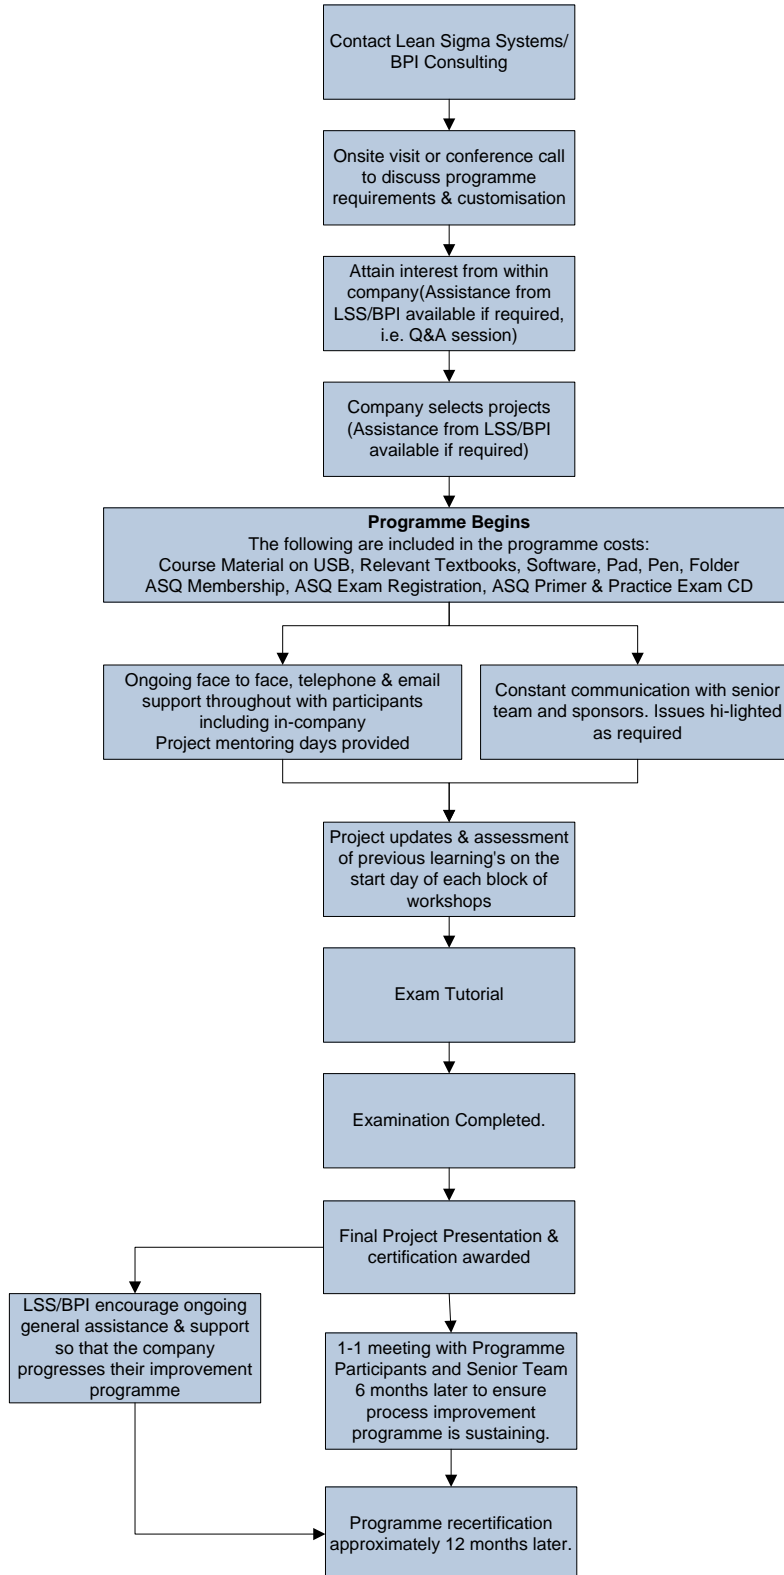 Contact Lean Sigma Systems/
BPI Consulting
Onsite visit or conference call
to discuss programme
requirements & customisation
Attain interest from within
company(Assistance from
LSS/BPI available if required,
i.e. Q&A session)
Company selects projects
(Assistance from LSS/BPI
available if required)
Programme Begins
The following are included in the programme costs:
Course Material on USB, Relevant Textbooks, Software, Pad, Pen, Folder
ASQ Membership, ASQ Exam Registration, ASQ Primer & Practice Exam CD
Ongoing face to face, telephone & email
support throughout with participants
including in-company
Project mentoring days provided
Constant communication with senior
team and sponsors. Issues hi-lighted
as required
Project updates & assessment
of previous learning's on the
start day of each block of
workshops
Exam Tutorial
Examination Completed.
Final Project Presentation &
certification awarded
LSS/BPI encourage ongoing
general assistance & support
so that the company
progresses their improvement
programme
1-1 meeting with Programme
Participants and Senior Team
6 months later to ensure
process improvement
programme is sustaining.
Programme recertification
approximately 12 months later.